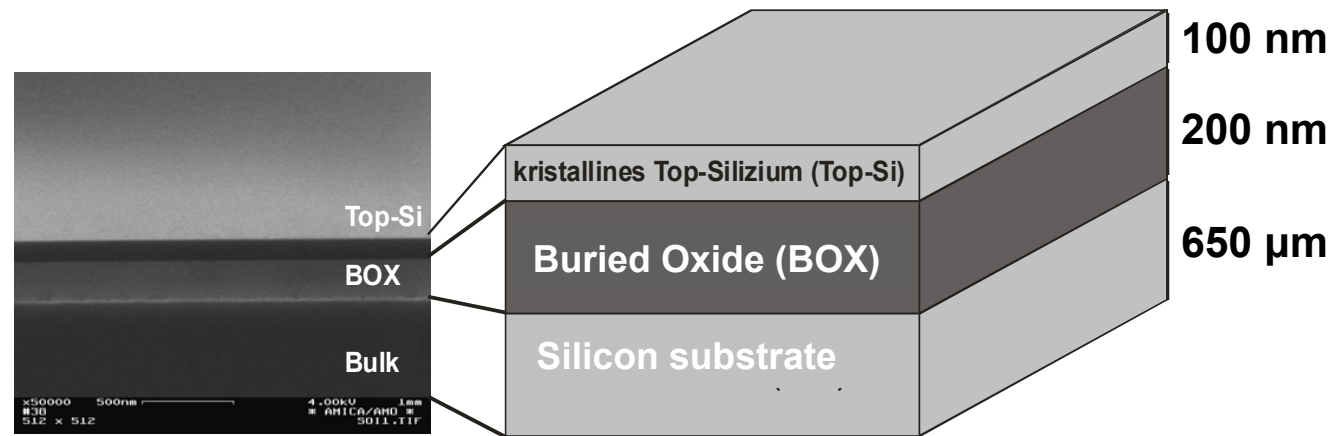 Top-Si
BOX
Bulk
x50000 500nm 4.00kV 1mm
#38 * AMICA/AMO *
512 x 512 SOI1.TIF
kristallines Top-Silizium (Top-Si)
Buried Oxide (BOX)
Silicon substrate
100 nm
200 nm
650 µm